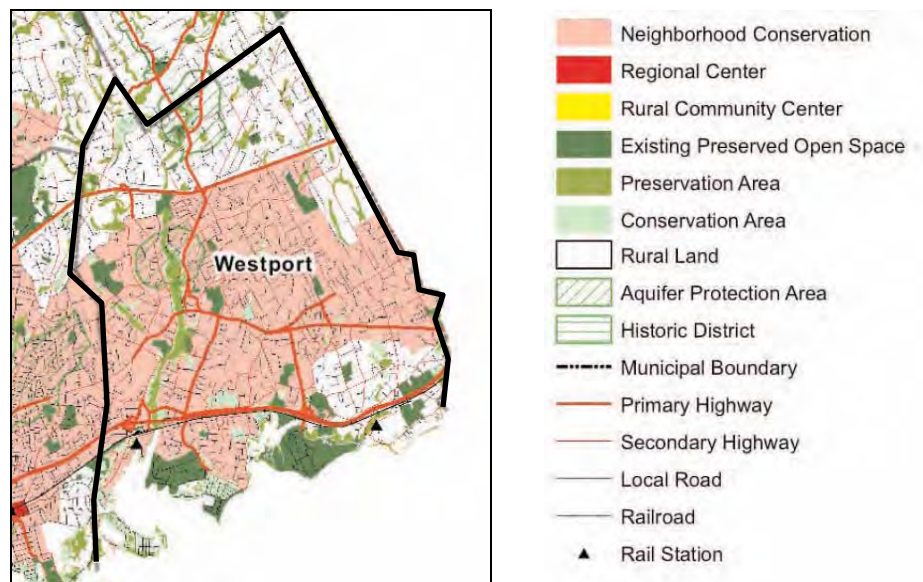 Westport
Neighborhood Conservation
Regional Center
Rural Community Center
Existing Preserved Open Space
Preservation Area
Conservation Area
Rural Land
Aquifer Protection Area
Historic District
Municipal Boundary
Primary Highway
Secondary Highway
Local Road
Railroad
Rail Station